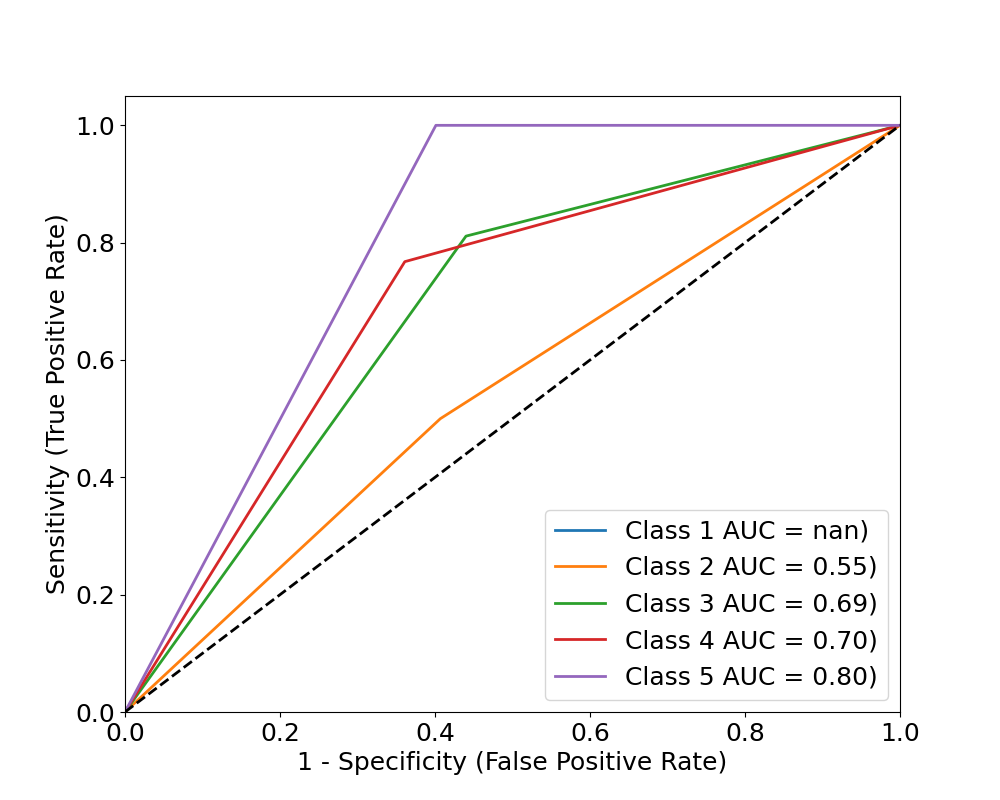 1.0
0.8
0.6
0.4
0.2
0.0
Sensitivity (True Positive Rate)
Class 1 AUC = nan)
Class 2 AUC = 0.55)
Class 3 AUC = 0.69)
Class 4 AUC = 0.70)
Class 5 AUC = 0.80)
0.0 0.2 0.4 0.6 0.8 1.0
1 - Specificity (False Positive Rate)